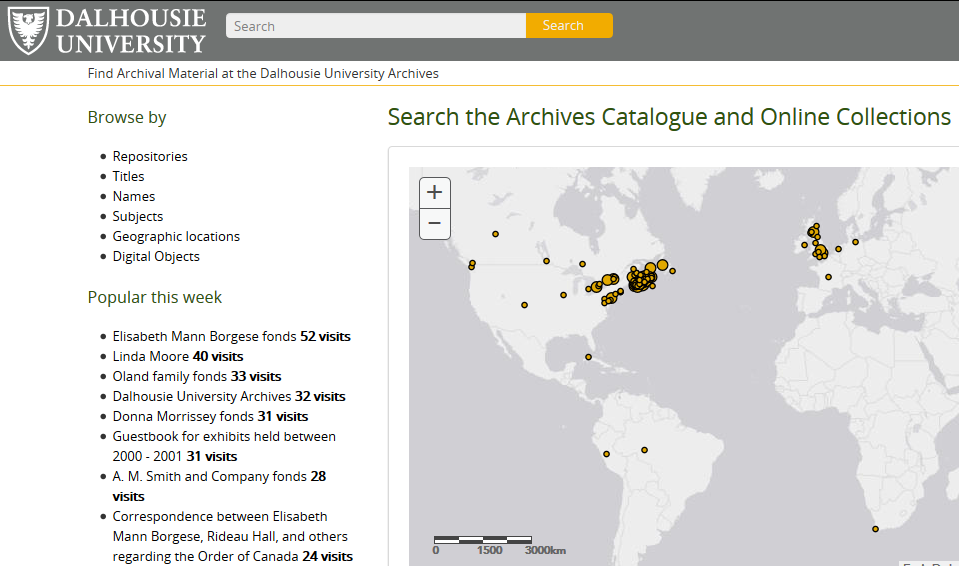 DALHOUSIE
UNIVERSITY
Search
Search
Find Archival Material at the Dalhousie University Archives
Browse by
Repositories
Titles
Names
Subjects
Geographic locations
Digital Objects
Popular this week
Elisabeth Mann Borgese fonds 52 visits
Linda Moore 40 visits
Oland family fonds 33 visits
Dalhousie University Archives 32 visits
Donna Morrissey fonds 31 visits
Guestbook for exhibits held between
2000 - 2001 31 visits
A. M. Smith and Company fonds 28
visits
Correspondence between Elisabeth
Mann Borgese, Rideau Hall, and others
regarding the Order of Canada 24 visits
Search the Archives Catalogue and Online Collections
+
−
0 1500 3000km